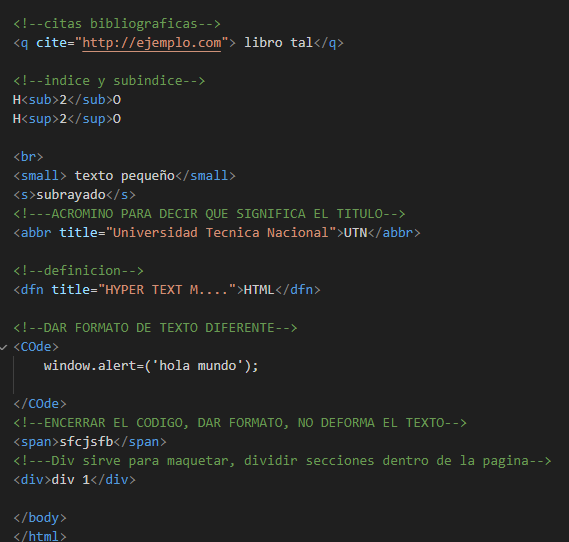 <!--citas bibliograficas-->
<q cite="http://ejemplo.com"> libro tal</q>
<!--indice y subindice-->
H<sub>2</sub>O
H<sup>2</sup>O
<br>
<small> texto pequeño</small>
<s>subrayado</s>
<!---ACROMINO PARA DECIR QUE SIGNIFICA EL TITULO-->
<abbr title="Universidad Tecnica Nacional">UTN</abbr>
<!--definicion-->
<dfn title="HYPER TEXT M....">HTML</dfn>
<!--DAR FORMATO DE TEXTO DIFERENTE-->
<COde>
window.alert=('hola mundo');
</COde>
<!--ENCERRAR EL CODIGO, DAR FORMATO, NO DEFORMA EL TEXTO-->
<span>sfcjsfb</span>
<!---Div sirve para maquetar, dividir secciones dentro de la pagina-->
<div>div 1</div>
</body>
</html>